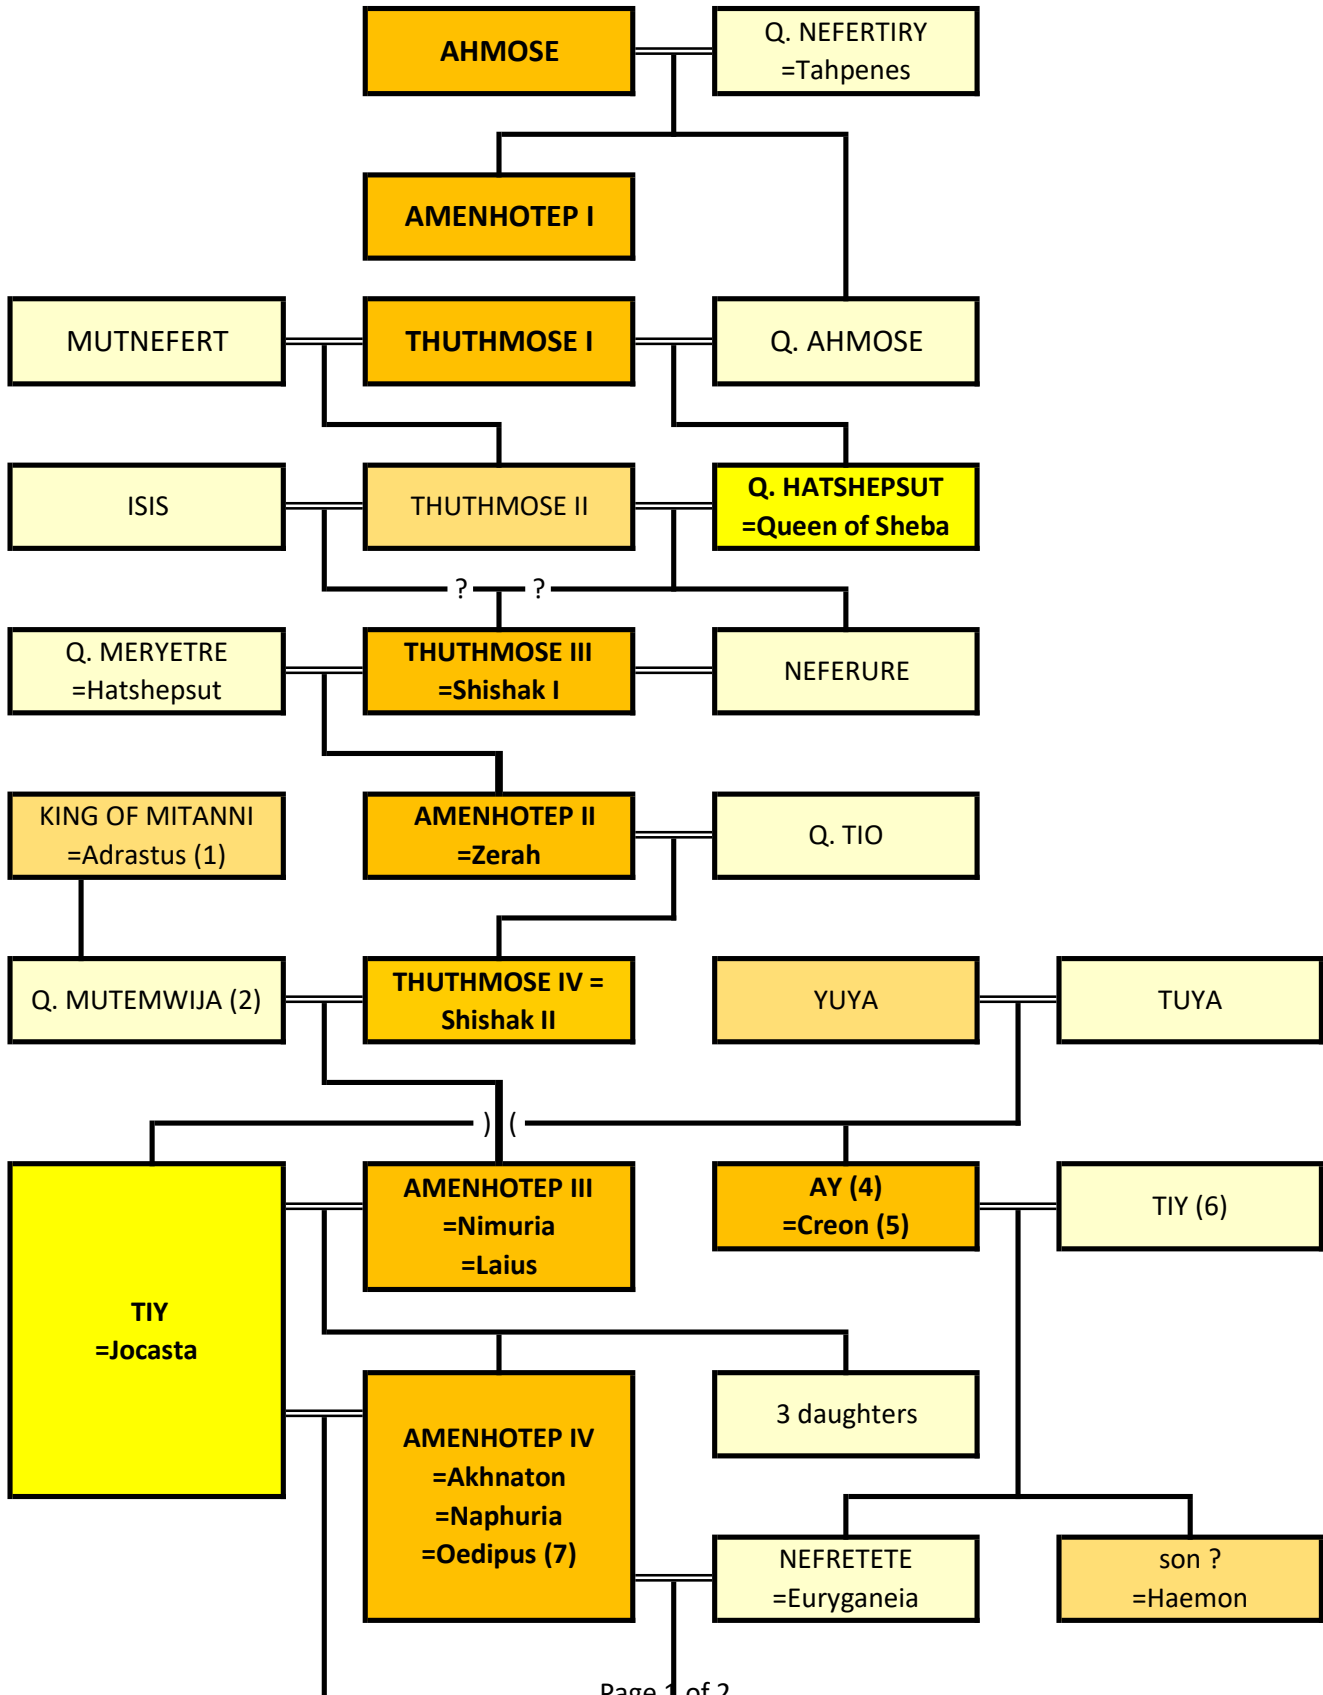 AHMOSE
Q. NEFERTIRY
=Tahpenes
AMENHOTEP I
MUTNEFERT
THUTHMOSE I
Q. AHMOSE
ISIS
THUTHMOSE II
Q. HATSHEPSUT
=Queen of Sheba
? ?
Q. MERYETRE
=Hatshepsut
THUTHMOSE III
=Shishak I
NEFERURE
KING OF MITANNI
=Adrastus (1)
AMENHOTEP II
=Zerah
Q. TIO
Q. MUTEMWIJA (2)
THUTHMOSE IV =
Shishak II
YUYA
TUYA
) (
TIY
=Jocasta
AMENHOTEP III
=Nimuria
=Laius
AY (4)
=Creon (5)
TIY (6)
AMENHOTEP IV
=Akhnaton
=Naphuria
=Oedipus (7)
3 daughters
NEFRETETE
=Euryganeia
son ?
=Haemon
Page 1 of 2